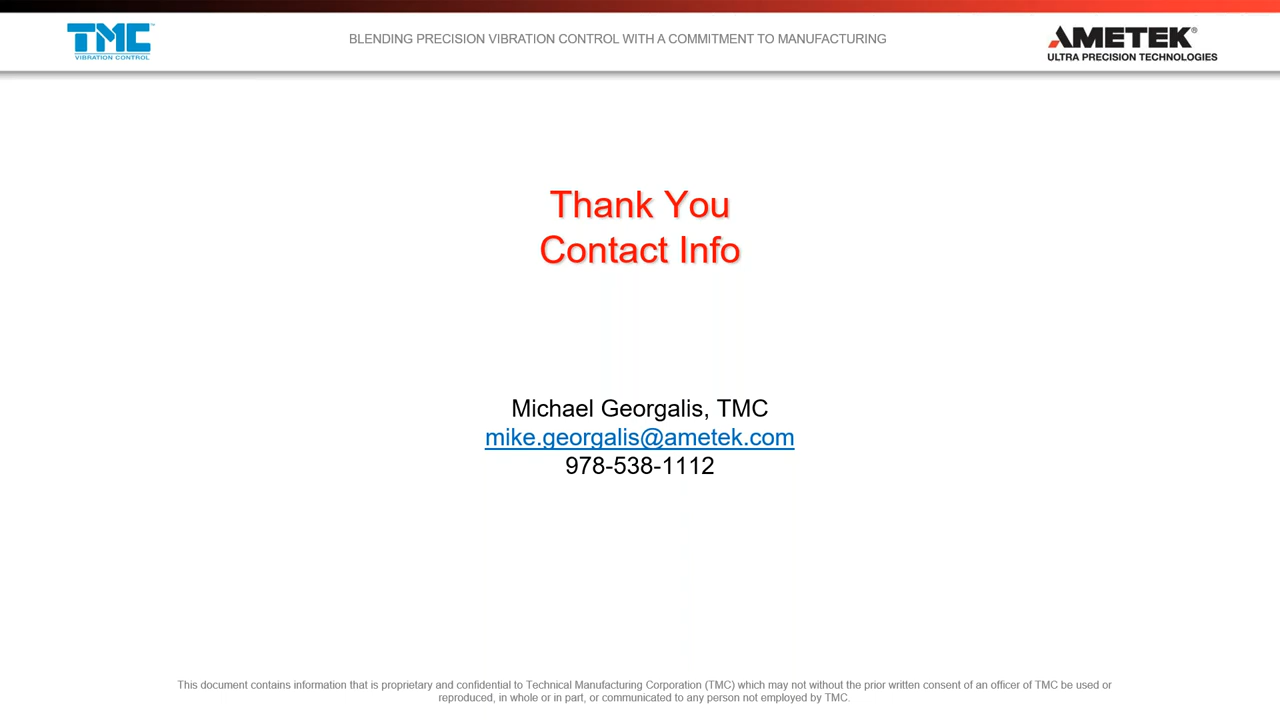 TMC™
VIBRATION CONTROL
BLENDING PRECISION VIBRATION CONTROL WITH A COMMITMENT TO MANUFACTURING
AMETEK®
ULTRA PRECISION TECHNOLOGIES
Thank You
Contact Info
Michael Georgalis, TMC
mike.georgalis@ametek.com
978-538-1112
This document contains information that is proprietary and confidential to Technical Manufacturing Corporation (TMC) which may not without the prior written consent of an officer of TMC be used or
reproduced, in whole or in part, or communicated to any person not employed by TMC.